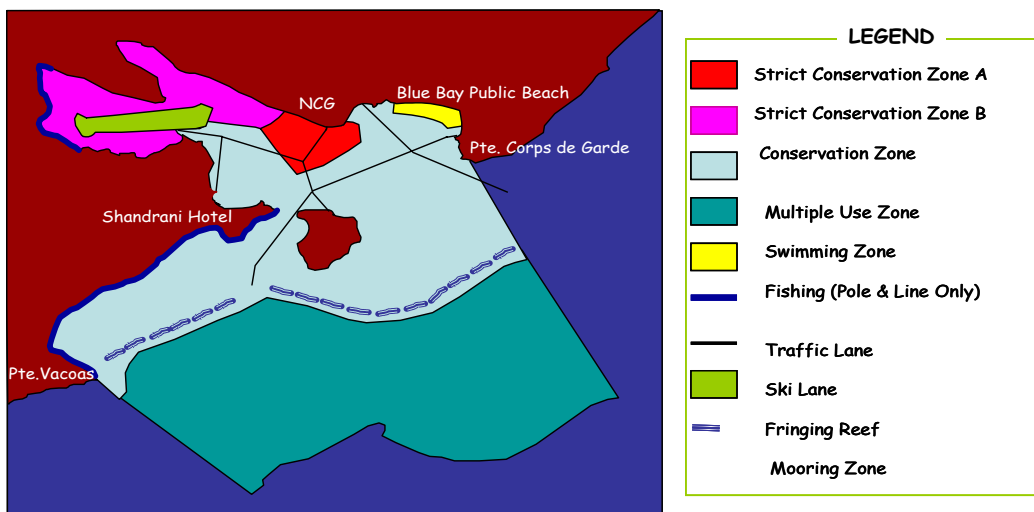 NCG
Blue Bay Public Beach
Pte. Corps de Garde
Shandrani Hotel
Pte.Vacoas
LEGEND
Strict Conservation Zone A
Strict Conservation Zone B
Conservation Zone
Multiple Use Zone
Swimming Zone
Fishing (Pole & Line Only)
Traffic Lane
Ski Lane
Fringing Reef
Mooring Zone